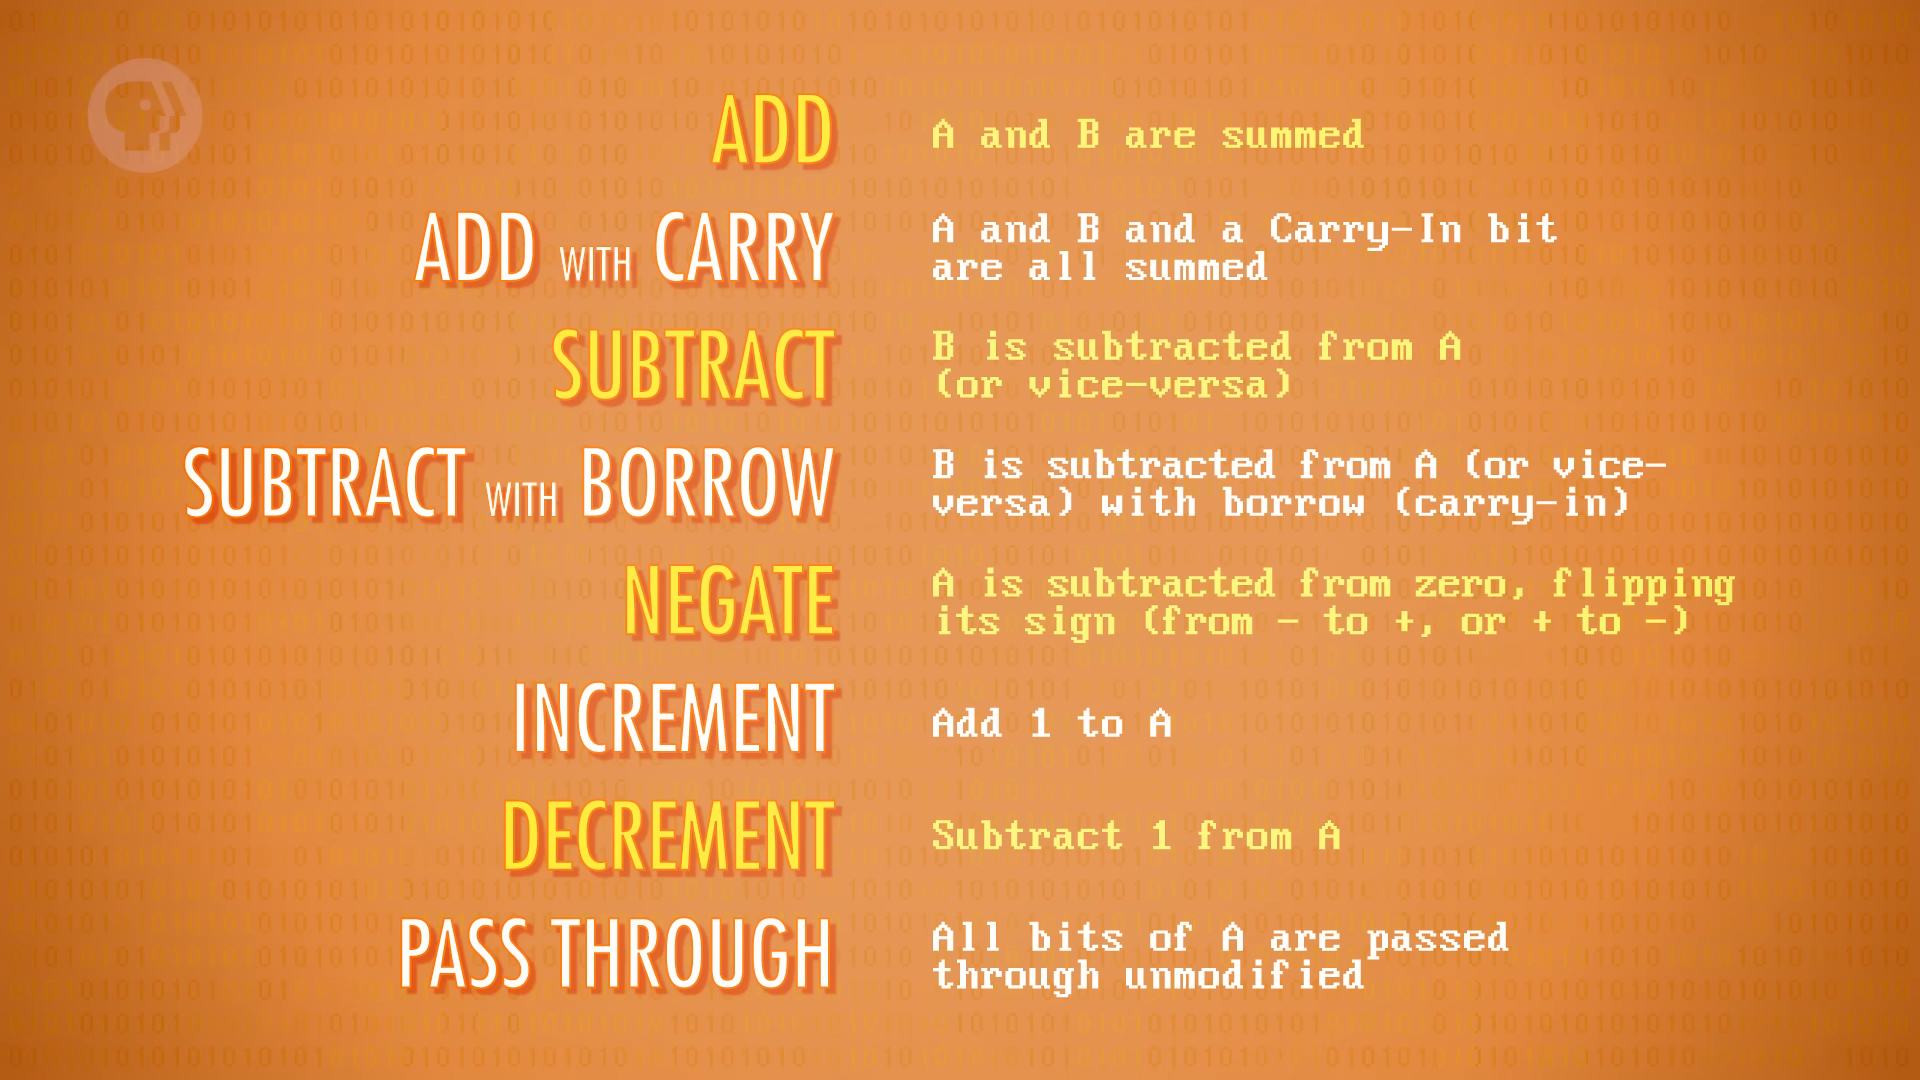 ADD
A and B are summed
ADD WITH CARRY
A and B and a Carry-In bit
are all summed
SUBTRACT
B is subtracted from A
(or vice-versa)
SUBTRACT WITH BORROW
B is subtracted from A (or vice-
versa) with borrow (carry-in)
NEGATE
A is subtracted from zero, flipping
its sign (from - to +, or + to -)
INCREMENT
Add 1 to A
DECREMENT
Subtract 1 from A
PASS THROUGH
All bits of A are passed
through unmodified